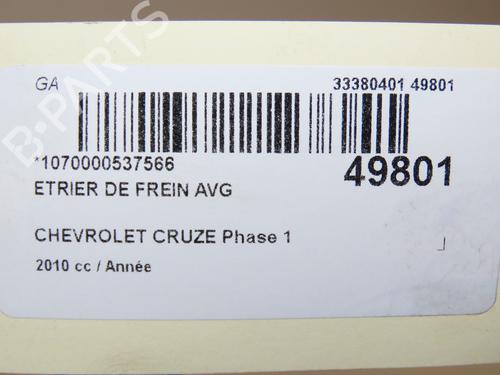 GA 33380401 49801
*1070000537566 49801
ETRIER DE FREIN AVG
CHEVROLET CRUZE Phase 1
2010 cc / Année
B-PARTS